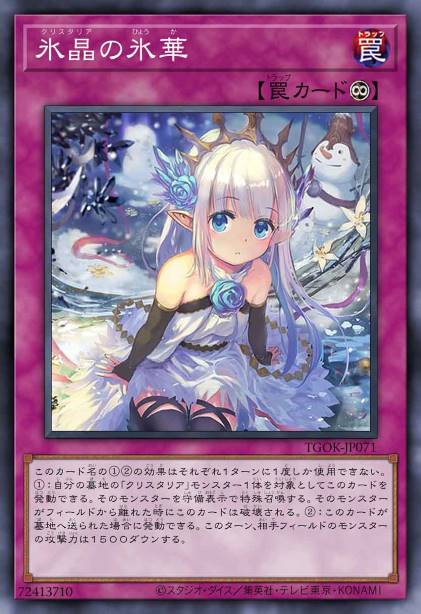 クリスタリア ひょう か
氷晶の氷華
トラップ
罠
トラップ
【罠カード】
TGOK-JP071
このカード名の①②の効果はそれぞれ1ターンに1度しか使用できない。
①:自分の墓地の「クリスタリア」モンスター1体を対象としてこのカードを
発動できる。そのモンスターを守備表示で特殊召喚する。そのモンスター
がフィールドから離れた時にこのカードは破壊される。②:このカードが
墓地へ送られた場合に発動できる。このターン、相手フィールドのモンスター
の攻撃力は1500ダウンする。
72413710
©スタジオ・ダイス/集英社・テレビ東京・KONAMI